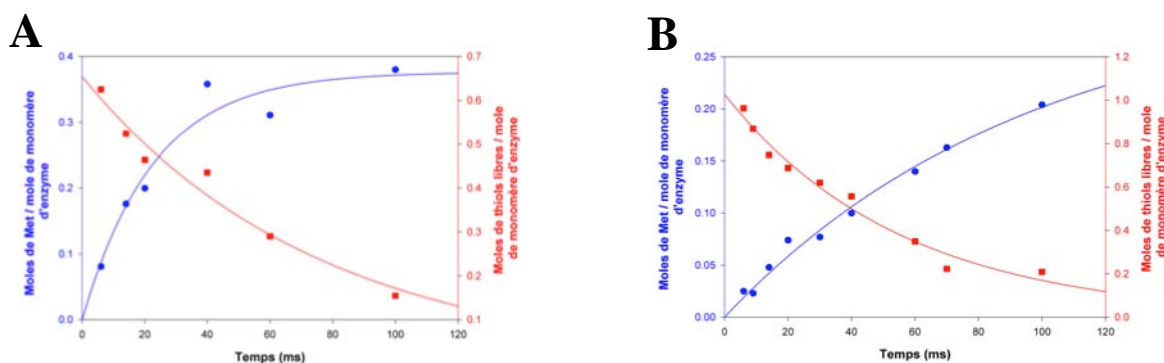 A
Moles de Met / mole de monomère
d'enzyme
0.4
0.3
0.2
0.1
0.0
0 20 40 60 80 100 120
Temps (ms)
0.7
0.6
0.5
0.4
0.3
0.2
0.1
Moles de thiols libres / mole
de monomère d'enzyme
B
Moles de Met / mole de monomère
d'enzyme
0.25
0.20
0.15
0.10
0.05
0.00
0 20 40 60 80 100 120
Temps (ms)
1.2
1.0
0.8
0.6
0.4
0.2
0.0
Moles de thiols libres / mole
de monomère d'enzyme